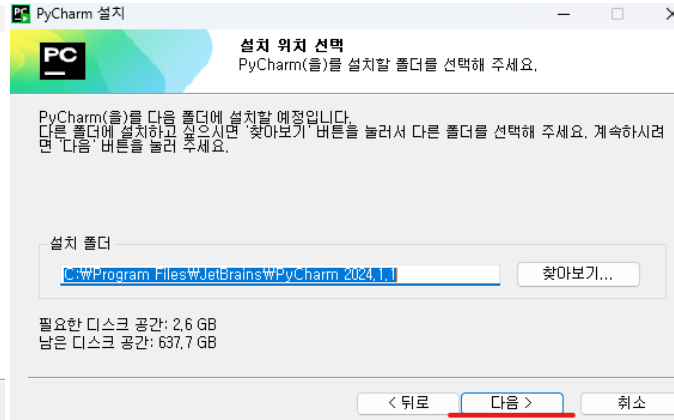 PyCharm 설치
PC
설치 위치 선택
PyCharm(을)를 설치할 폴더를 선택해 주세요.
PyCharm(을)를 다음 폴더에 설치할 예정입니다.
다른 폴더에 설치하고 싶으시면 '찾아보기' 버튼을 눌러서 다른 폴더를 선택해 주세요. 계속하시려
면 '다음' 버튼을 눌러 주세요.
설치 폴더
C:₩Program Files₩JetBrains₩PyCharm 2024.1.1
찾아보기...
필요한 디스크 공간: 2.6 GB
남은 디스크 공간: 637.7 GB
< 뒤로
다음 >
취소